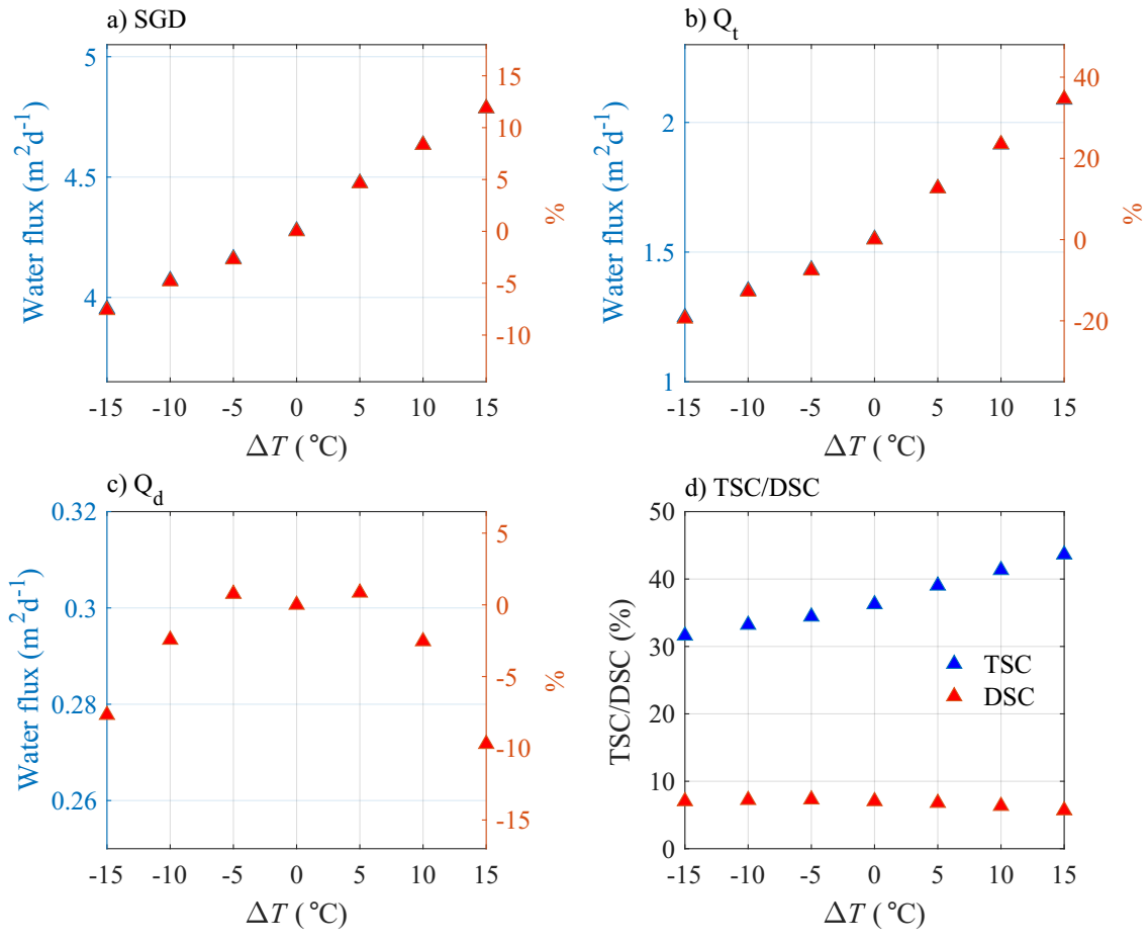 a) SGD
5
4.5
4
Water flux (m²d⁻¹)
15
10
5
0
-5
-10
%
-15 -10 -5 0 5 10 15
ΔT ( °C)
b) Qₜ
2
1.5
1
Water flux (m²d⁻¹)
40
20
0
-20
%
-15 -10 -5 0 5 10 15
ΔT ( °C)
c) Q_d
0.32
0.3
0.28
0.26
Water flux (m²d⁻¹)
5
0
-5
-10
-15
%
-15 -10 -5 0 5 10 15
ΔT ( °C)
d) TSC/DSC
50
40
30
20
10
0
TSC/DSC (%)
TSC
DSC
-15 -10 -5 0 5 10 15
ΔT ( °C)